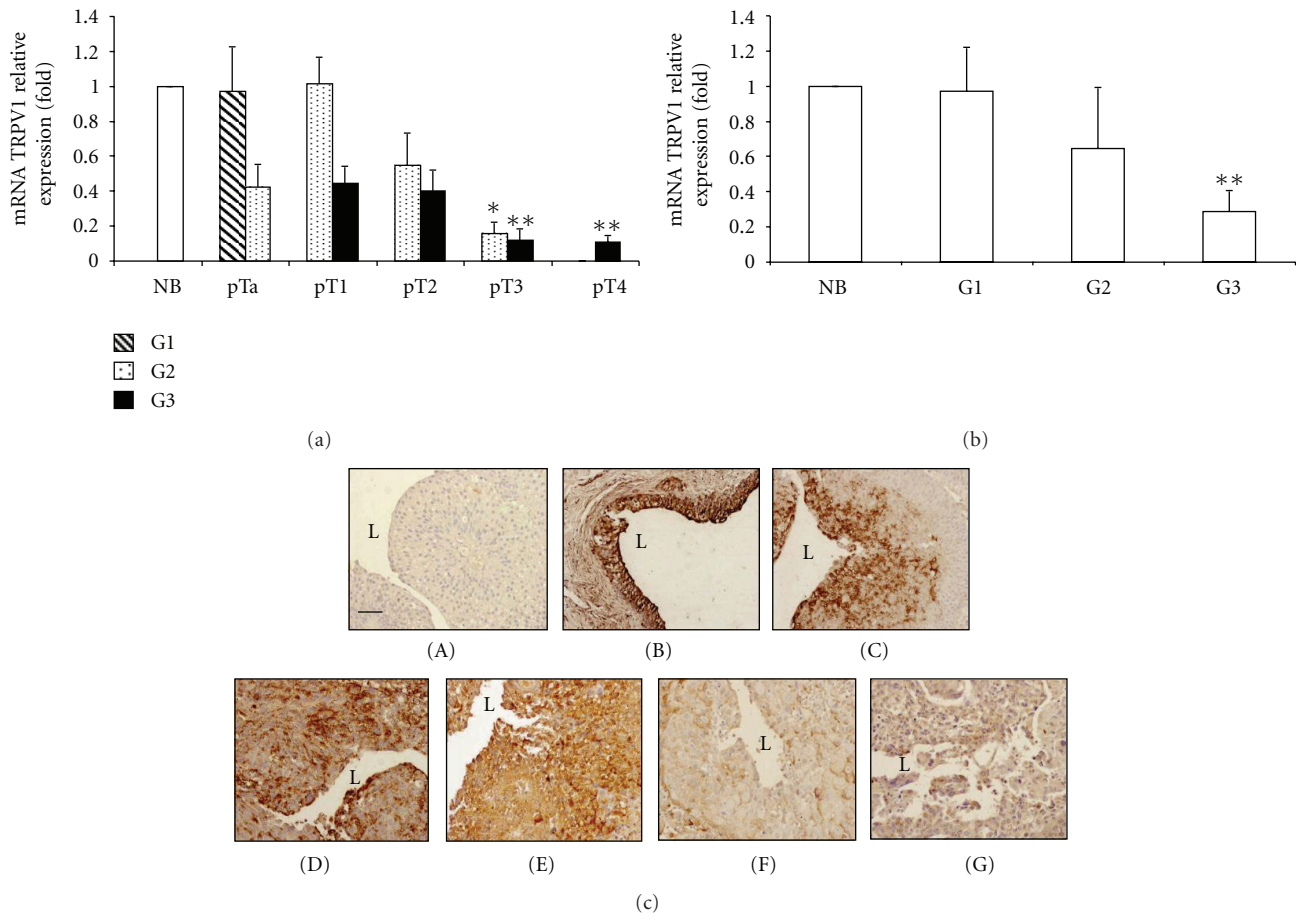 mRNA TRPV1 relative
expression (fold)
1.4
1.2
1
0.8
0.6
0.4
0.2
0
*
**
**
NB pTa pT1 pT2 pT3 pT4
G1
G2
G3
(a)
mRNA TRPV1 relative
expression (fold)
1.4
1.2
1
0.8
0.6
0.4
0.2
0
**
NB G1 G2 G3
(b)
L
L
L
(A) (B) (C)
L
L
L
L
(D) (E) (F) (G)
(c)